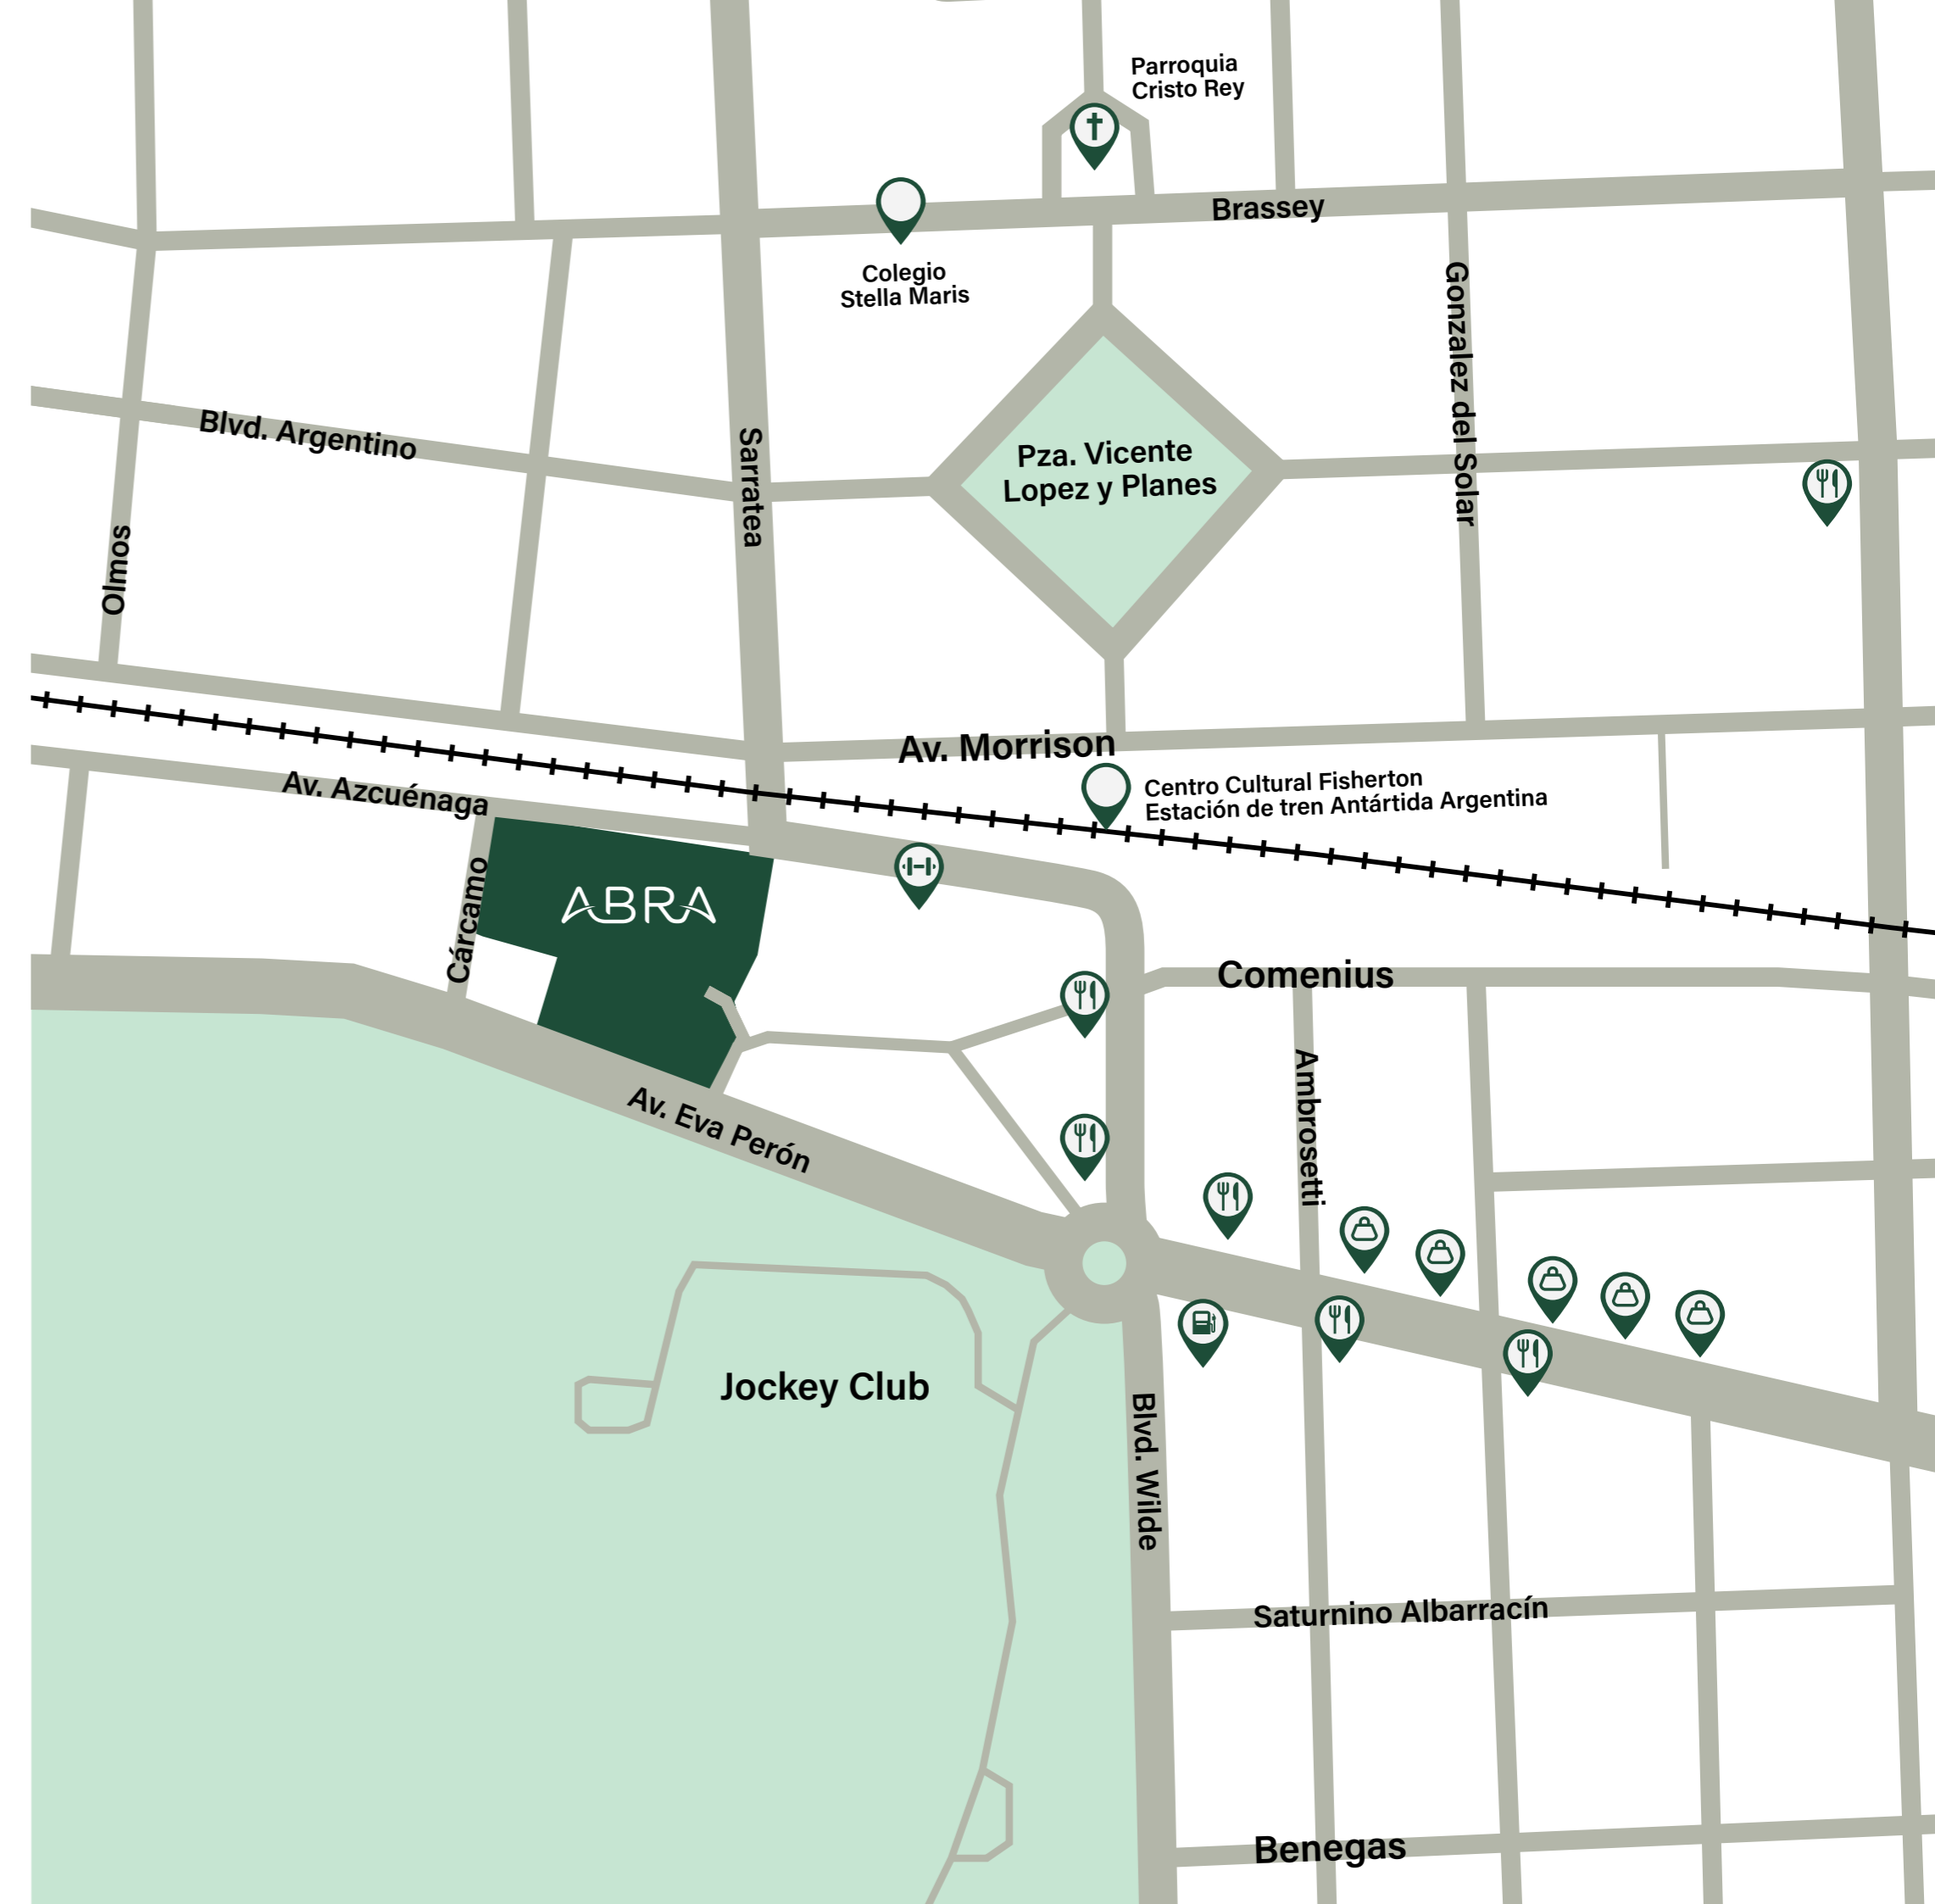 Parroquia
Cristo Rey
Brassey
Colegio
Stella Maris
Gonzalez del Solar
Blvd. Argentino
Sarratea
Pza. Vicente
Lopez y Planes
Olmos
Av. Morrison
Av. Azcuénaga
Centro Cultural Fisherton
Estación de tren Antártida Argentina
Cárcamo
ABRA
Comenius
Ambrosetti
Av. Eva Perón
Jockey Club
Blvd. Wilde
Saturnino Albarracín
Benegas